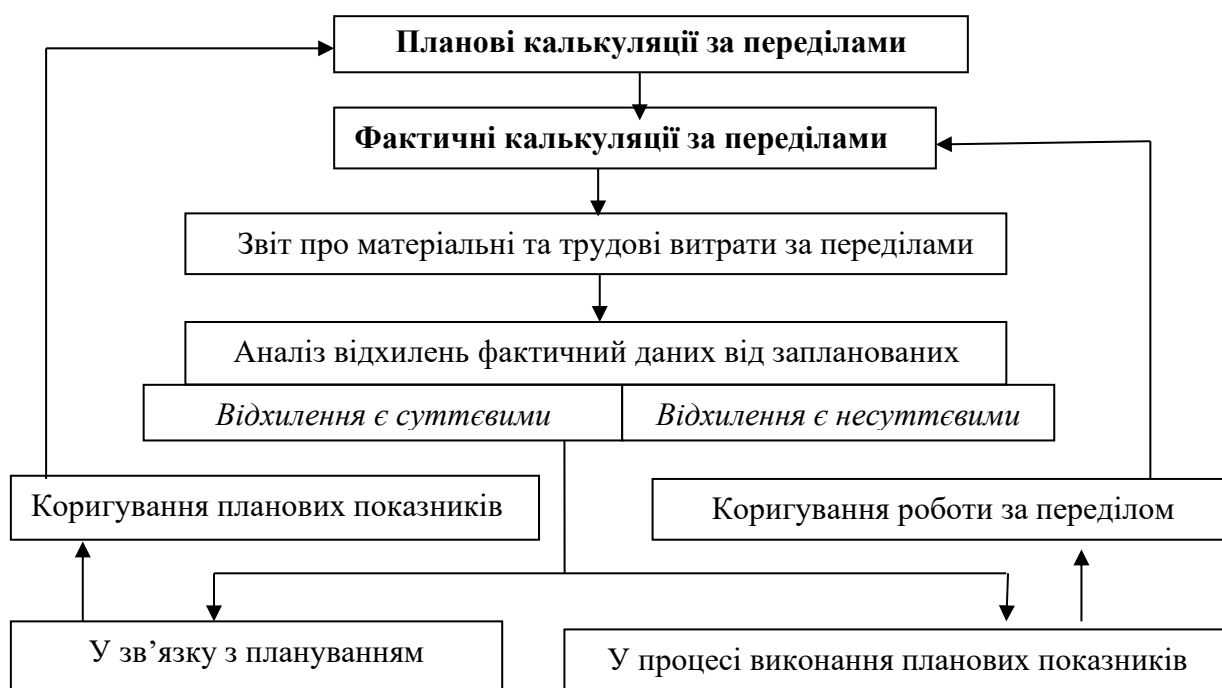 Планові калькуляції за переділами
Фактичні калькуляції за переділами
Звіт про матеріальні та трудові витрати за переділами
Аналіз відхилень фактичний даних від запланованих
Відхилення є суттєвими
Відхилення є несуттєвими
Коригування планових показників
Коригування роботи за переділом
У зв’язку з плануванням
У процесі виконання планових показників